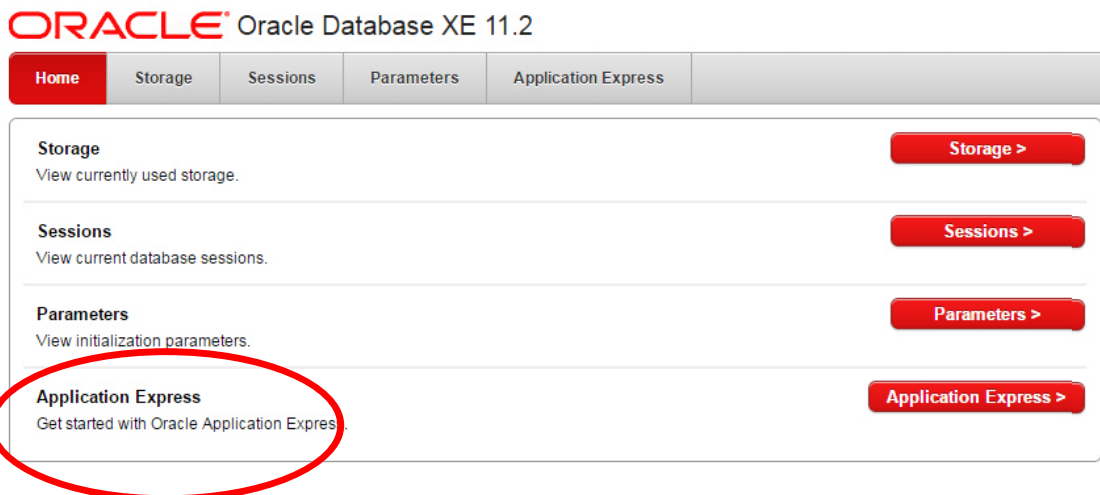 ORACLE Oracle Database XE 11.2
Home Storage Sessions Parameters Application Express
Storage
Storage >
View currently used storage.
Sessions
Sessions >
View current database sessions.
Parameters
Parameters >
View initialization parameters.
Application Express
Application Express >
Get started with Oracle Application Express.